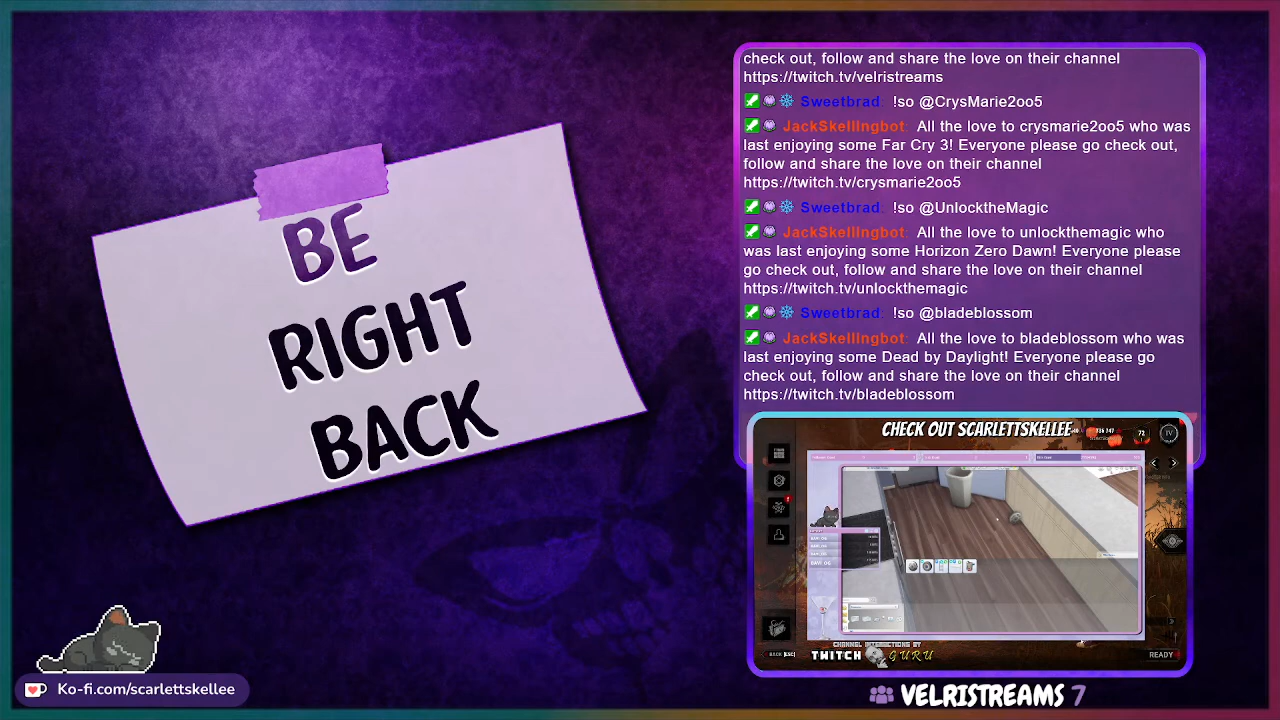 BE
RIGHT
BACK
check out, follow and share the love on their channel
https://twitch.tv/velristreams
Sweetbrad: !so @CrysMarie2oo5
JackSkellIngbot: All the love to crysmarie2oo5 who was
last enjoying some Far Cry 3! Everyone please go check out,
follow and share the love on their channel
https://twitch.tv/crysmarie2oo5
Sweetbrad: !so @UnlocktheMagic
JackSkellIngbot: All the love to unlockthemagic who
was last enjoying some Horizon Zero Dawn! Everyone please
go check out, follow and share the love on their channel
https://twitch.tv/unlockthemagic
Sweetbrad: !so @bladeblossom
JackSkellIngbot: All the love to bladeblossom who was
last enjoying some Dead by Daylight! Everyone please go
check out, follow and share the love on their channel
https://twitch.tv/bladeblossom
CHECK OUT SCARLETTSKELLEE
72
IV
BACK [ESC]
CHANNEL INTERACTIONS BY
TWITCH GURU
READY
Ko-fi.com/scarlettskellee
VELRISTREAMS 7